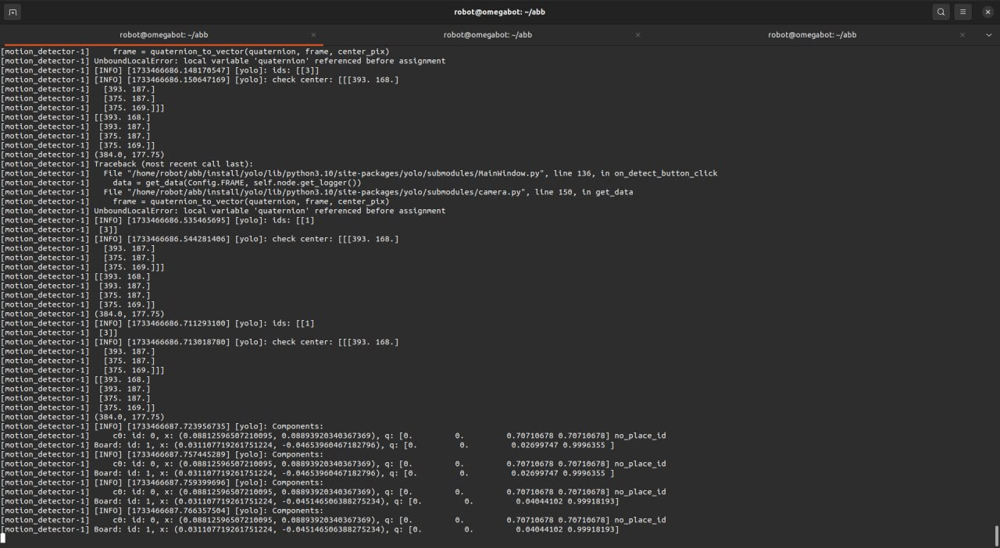 robot@omegabot: ~/abb
robot@omegabot: ~/abb
robot@omegabot: ~/abb
robot@omegabot: ~/abb
[motion_detector-1]     frame = quaternion_to_vector(quaternion, frame, center_pix)
[motion_detector-1] UnboundLocalError: local variable 'quaternion' referenced before assignment
[motion_detector-1] [INFO] [1733466686.148170547] [yolo]: ids: [[3]]
[motion_detector-1] [INFO] [1733466686.150647169] [yolo]: check center: [[[393. 168.]
[motion_detector-1]   [393. 187.]
[motion_detector-1]   [375. 187.]
[motion_detector-1]   [375. 169.]]]
[motion_detector-1] [[393. 168.]
[motion_detector-1]  [393. 187.]
[motion_detector-1]  [375. 187.]
[motion_detector-1]  [375. 169.]]
[motion_detector-1] (384.0, 177.75)
[motion_detector-1] Traceback (most recent call last):
[motion_detector-1]   File "/home/robot/abb/install/yolo/lib/python3.10/site-packages/yolo/submodules/MainWindow.py", line 136, in on_detect_button_click
[motion_detector-1]     data = get_data(Config.FRAME, self.node.get_logger())
[motion_detector-1]   File "/home/robot/abb/install/yolo/lib/python3.10/site-packages/yolo/submodules/camera.py", line 150, in get_data
[motion_detector-1]     frame = quaternion_to_vector(quaternion, frame, center_pix)
[motion_detector-1] UnboundLocalError: local variable 'quaternion' referenced before assignment
[motion_detector-1] [INFO] [1733466686.535465695] [yolo]: ids: [[1]
[motion_detector-1]  [3]]
[motion_detector-1] [INFO] [1733466686.544281406] [yolo]: check center: [[[393. 168.]
[motion_detector-1]   [393. 187.]
[motion_detector-1]   [375. 187.]
[motion_detector-1]   [375. 169.]]]
[motion_detector-1] [[393. 168.]
[motion_detector-1]  [393. 187.]
[motion_detector-1]  [375. 187.]
[motion_detector-1]  [375. 169.]]
[motion_detector-1] (384.0, 177.75)
[motion_detector-1] [INFO] [1733466686.711293100] [yolo]: ids: [[1]
[motion_detector-1]  [3]]
[motion_detector-1] [INFO] [1733466686.713018780] [yolo]: check center: [[[393. 168.]
[motion_detector-1]   [393. 187.]
[motion_detector-1]   [375. 187.]
[motion_detector-1]   [375. 169.]]]
[motion_detector-1] [[393. 168.]
[motion_detector-1]  [393. 187.]
[motion_detector-1]  [375. 187.]
[motion_detector-1]  [375. 169.]]
[motion_detector-1] (384.0, 177.75)
[motion_detector-1] [INFO] [1733466687.723956735] [yolo]: Components:
[motion_detector-1]     c0: id: 0, x: (0.08812596507210095, 0.08893920340367369), q: [0.         0.         0.70710678 0.70710678] no_place_id
[motion_detector-1] Board: id: 1, x: (0.031107719261751224, -0.04653960467182796), q: [0.         0.         0.02699747 0.9996355 ]
[motion_detector-1] [INFO] [1733466687.757445289] [yolo]: Components:
[motion_detector-1]     c0: id: 0, x: (0.08812596507210095, 0.08893920340367369), q: [0.         0.         0.70710678 0.70710678] no_place_id
[motion_detector-1] Board: id: 1, x: (0.031107719261751224, -0.04653960467182796), q: [0.         0.         0.02699747 0.9996355 ]
[motion_detector-1] [INFO] [1733466687.759399696] [yolo]: Components:
[motion_detector-1]     c0: id: 0, x: (0.08812596507210095, 0.08893920340367369), q: [0.         0.         0.70710678 0.70710678] no_place_id
[motion_detector-1] Board: id: 1, x: (0.031107719261751224, -0.045146506388275234), q: [0.         0.         0.04044102 0.99918193]
[motion_detector-1] [INFO] [1733466687.766357504] [yolo]: Components:
[motion_detector-1]     c0: id: 0, x: (0.08812596507210095, 0.08893920340367369), q: [0.         0.         0.70710678 0.70710678] no_place_id
[motion_detector-1] Board: id: 1, x: (0.031107719261751224, -0.045146506388275234), q: [0.         0.         0.04044102 0.99918193]